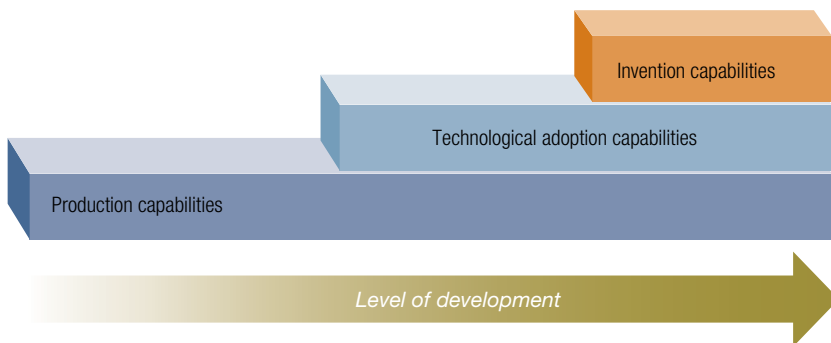 Invention capabilities
Technological adoption capabilities
Production capabilities
Level of development